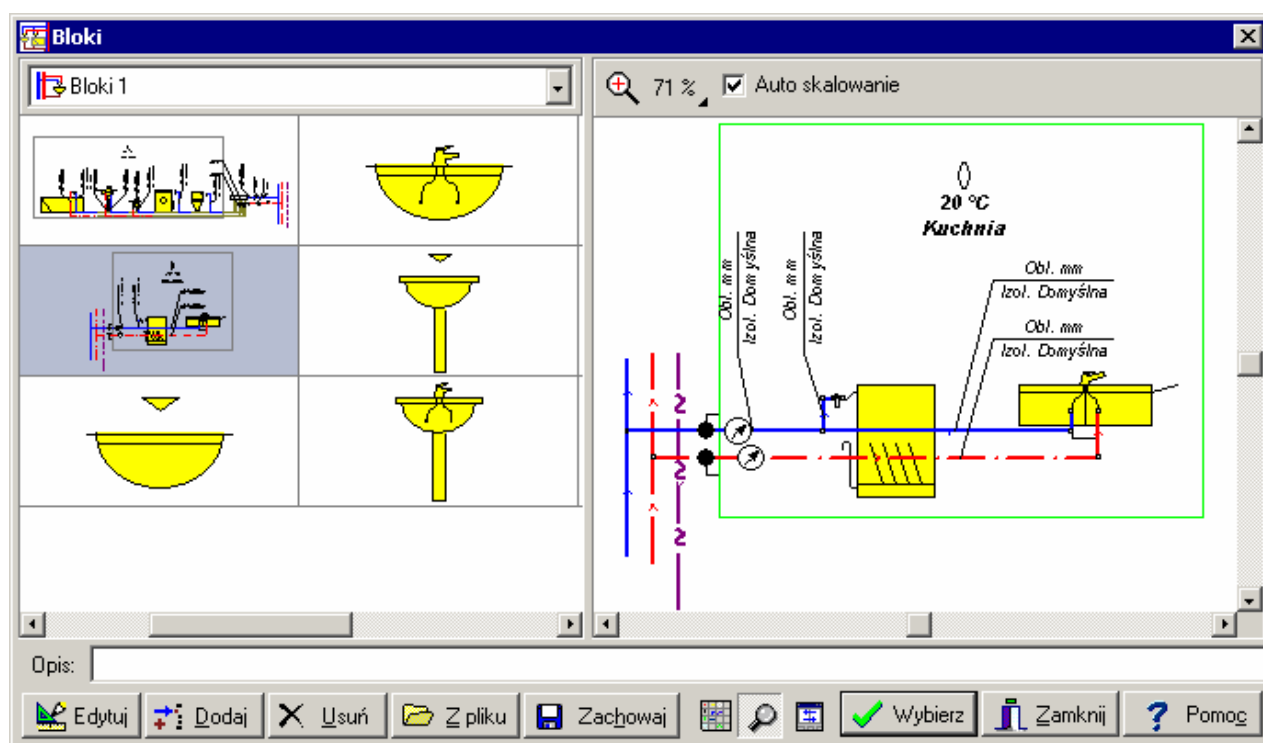 Bloki
Bloki 1
71 %
Auto skalowanie
20 °C
Kuchnia
Obl. mm
Izol. Domyślna
Obl. mm
Izol. Domyślna
Obl. mm
Izol. Domyślna
Obl. mm
Izol. Domyślna
Opis:
Edytuj
Dodaj
Usuń
Z pliku
Zachowaj
Wybierz
Zamknij
Pomoc